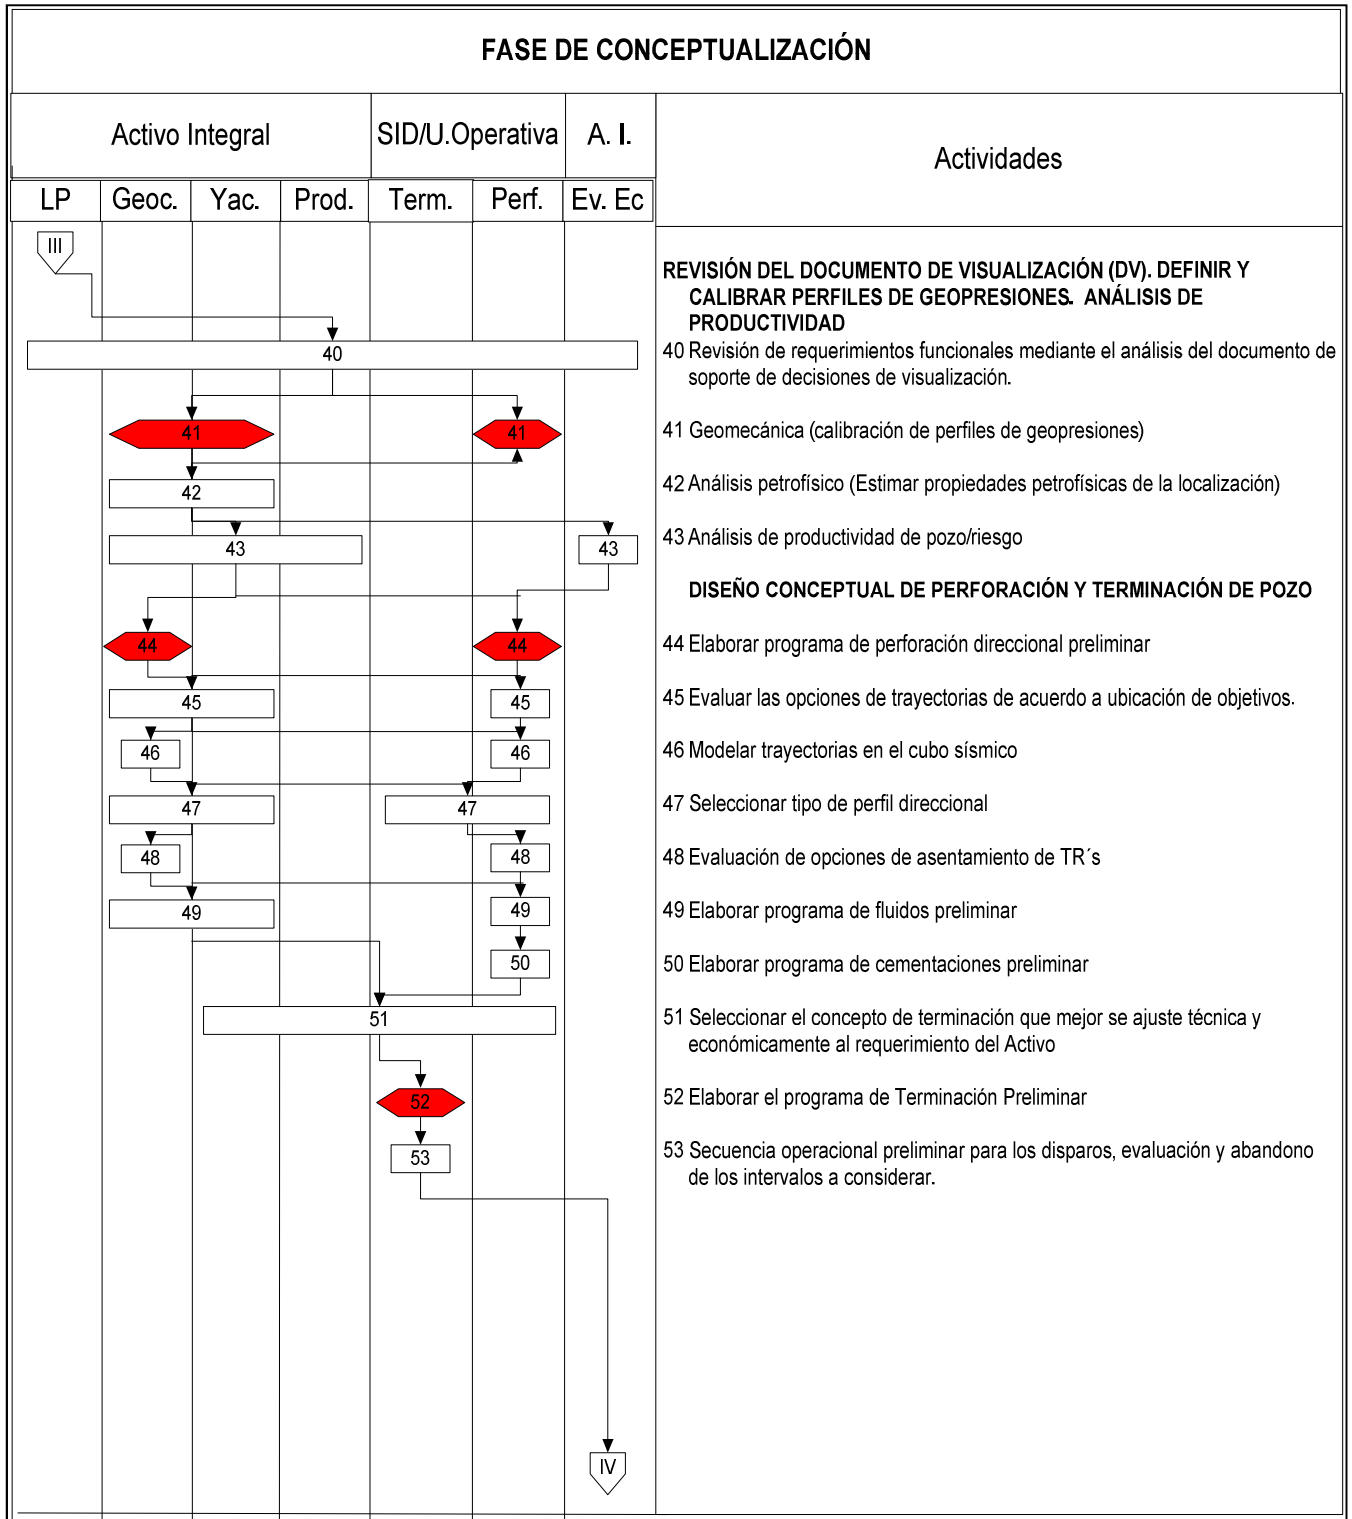 FASE DE CONCEPTUALIZACIÓN
Activo Integral
SID/U.Operativa
A. I.
Actividades
LP
Geoc.
Yac.
Prod.
Term.
Perf.
Ev. Ec
III
REVISIÓN DEL DOCUMENTO DE VISUALIZACIÓN (DV). DEFINIR Y
CALIBRAR PERFILES DE GEOPRESIONES. ANÁLISIS DE
PRODUCTIVIDAD
40
40 Revisión de requerimientos funcionales mediante el análisis del documento de
soporte de decisiones de visualización.
41
41
41 Geomecánica (calibración de perfiles de geopresiones)
42
42 Análisis petrofísico (Estimar propiedades petrofísicas de la localización)
43
43
43 Análisis de productividad de pozo/riesgo
DISEÑO CONCEPTUAL DE PERFORACIÓN Y TERMINACIÓN DE POZO
44
44
44 Elaborar programa de perforación direccional preliminar
45
45
45 Evaluar las opciones de trayectorias de acuerdo a ubicación de objetivos.
46
46
46 Modelar trayectorias en el cubo sísmico
47
47
47 Seleccionar tipo de perfil direccional
48
48
48 Evaluación de opciones de asentamiento de TR´s
49
49
49 Elaborar programa de fluidos preliminar
50
50 Elaborar programa de cementaciones preliminar
51
51 Seleccionar el concepto de terminación que mejor se ajuste técnica y
económicamente al requerimiento del Activo
52
52 Elaborar el programa de Terminación Preliminar
53
53 Secuencia operacional preliminar para los disparos, evaluación y abandono
de los intervalos a considerar.
IV